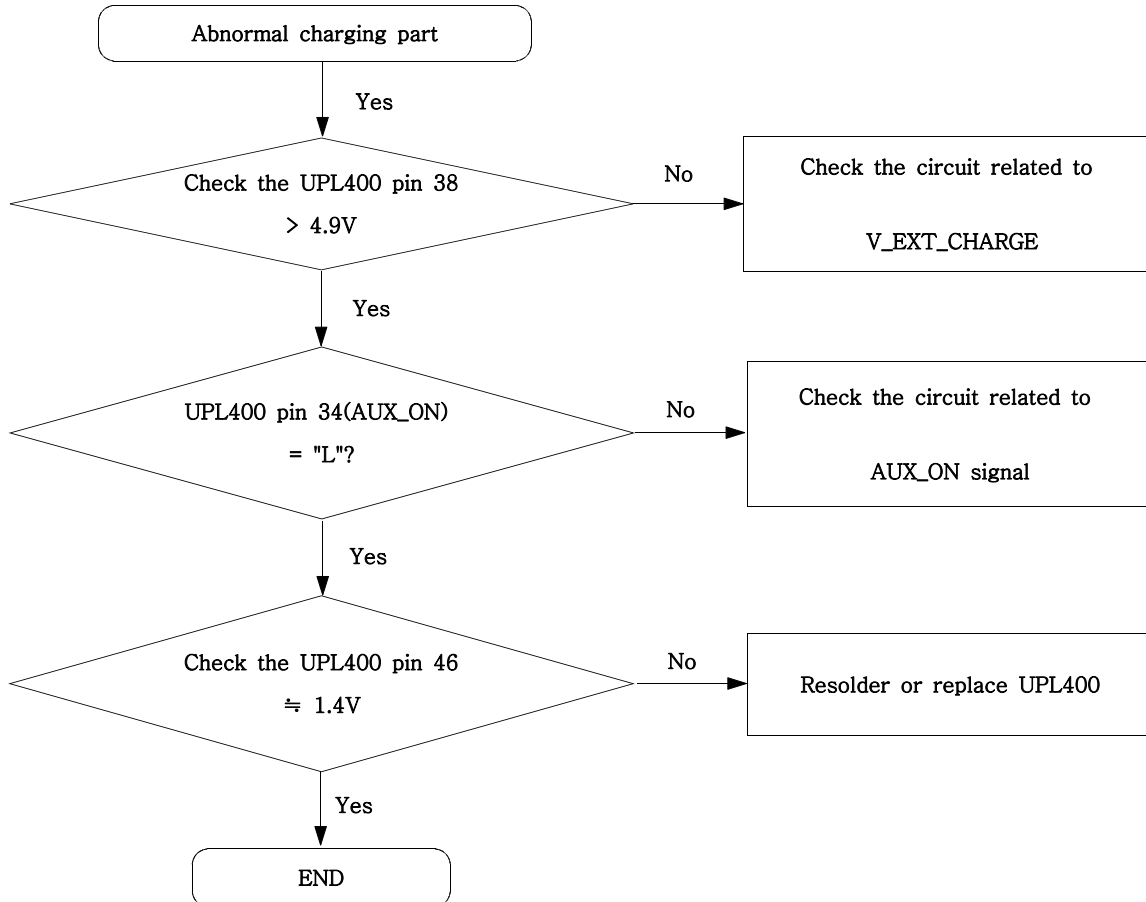 Abnormal charging part
Yes
Check the UPL400 pin 38
> 4.9V
No
Check the circuit related to
V_EXT_CHARGE
Yes
UPL400 pin 34(AUX_ON)
= "L"?
No
Check the circuit related to
AUX_ON signal
Yes
Check the UPL400 pin 46
≒ 1.4V
No
Resolder or replace UPL400
Yes
END